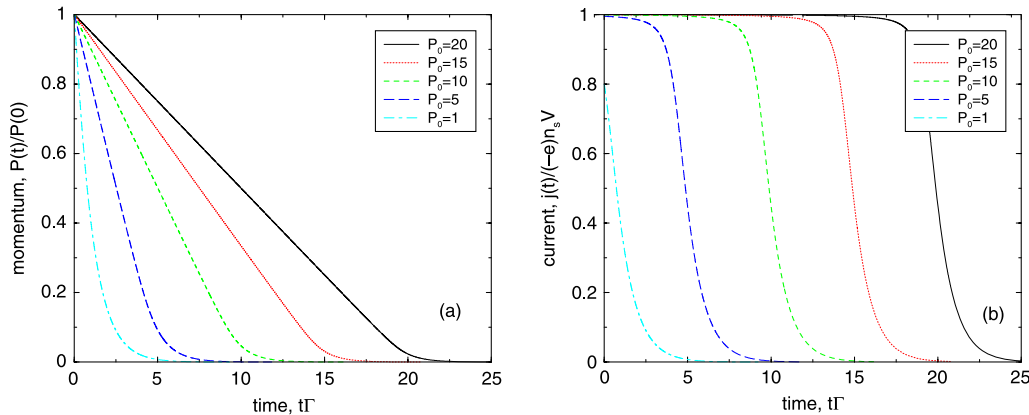 1
0.8
0.6
0.4
0.2
0
momentum, P(t)/P(0)
P₀=20
P₀=15
P₀=10
P₀=5
P₀=1
(a)
0 5 10 15 20 25
time, tΓ
1
0.8
0.6
0.4
0.2
0
current, j(t)/(−e)nₛV
P₀=20
P₀=15
P₀=10
P₀=5
P₀=1
(b)
0 5 10 15 20 25
time, tΓ